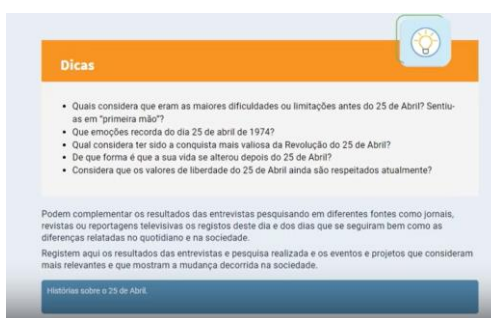 Dicas
• Quais considera que eram as maiores dificuldades ou limitações antes do 25 de Abril? Sentiu-
as em "primeira mão"?
• Que emoções recorda do dia 25 de abril de 1974?
• Qual considera ter sido a conquista mais valiosa da Revolução do 25 de Abril?
• De que forma é que a sua vida se alterou depois do 25 de Abril?
• Considera que os valores de liberdade do 25 de Abril ainda são respeitados atualmente?
Podem complementar os resultados das entrevistas pesquisando em diferentes fontes como jornais,
revistas ou reportagens televisivas os registos deste dia e dos dias que se seguiram bem como as
diferenças relatadas no quotidiano e na sociedade.
Registem aqui os resultados das entrevistas e pesquisa realizada e os eventos e projetos que consideram
mais relevantes e que mostram a mudança decorrida na sociedade.
Histórias sobre o 25 de Abril.